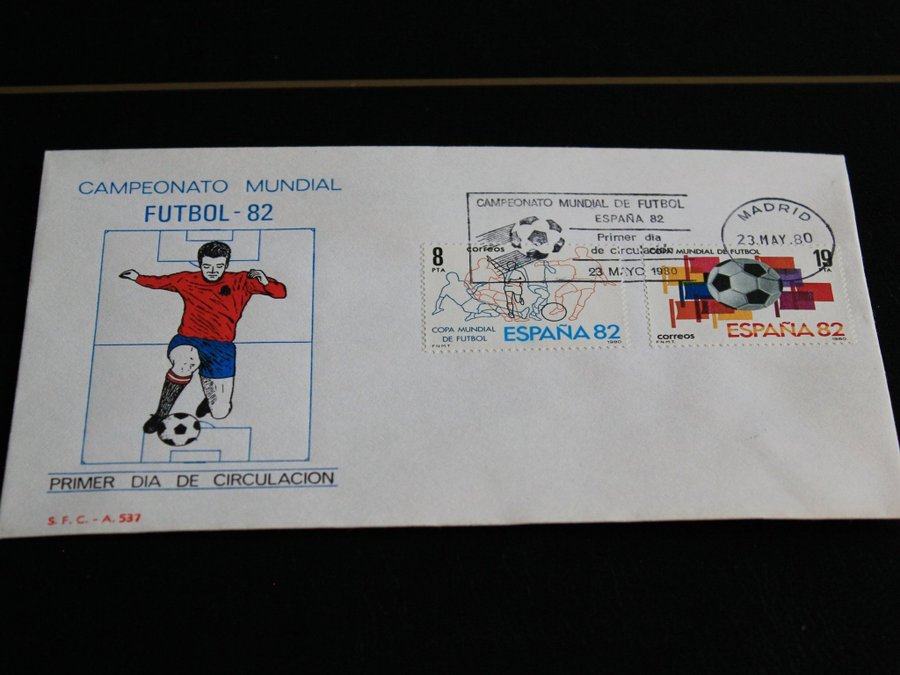 CAMPEONATO MUNDIAL
FUTBOL - 82
PRIMER DIA DE CIRCULACION
S. F. C. - A. 537
CAMPEONATO MUNDIAL DE FUTBOL
ESPAÑA 82
Primer dia
de circulación
23 MAYO 1980
MADRID
23.MAY.80
8
PTA
correos
COPA MUNDIAL
DE FUTBOL
ESPAÑA 82
F.N.M.T.
1980
MUNDIAL DE FUTBOL
19
PTA
correos
ESPAÑA 82
F.N.M.T.
1980